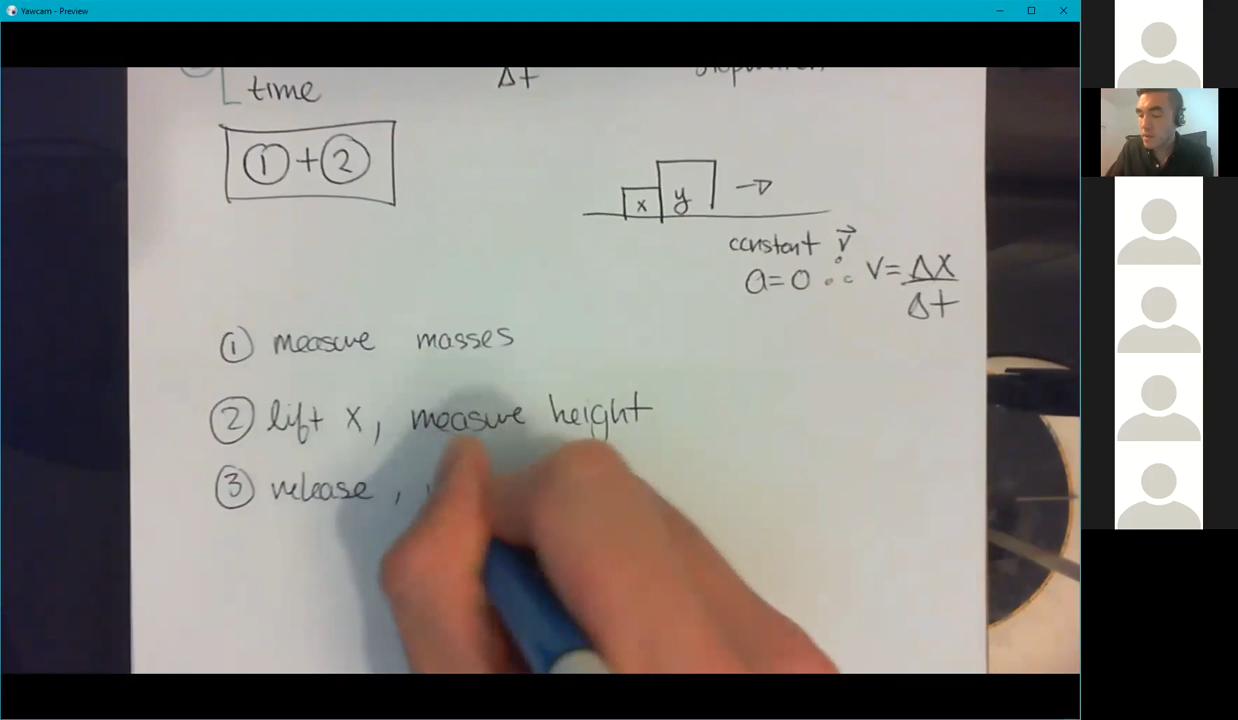 Yawcam - Preview
time
Δt
① + ②
x y
constant v⃗
a=0 ∴ v = Δx/Δt
① measure masses
② lift x, measure height
③ release,